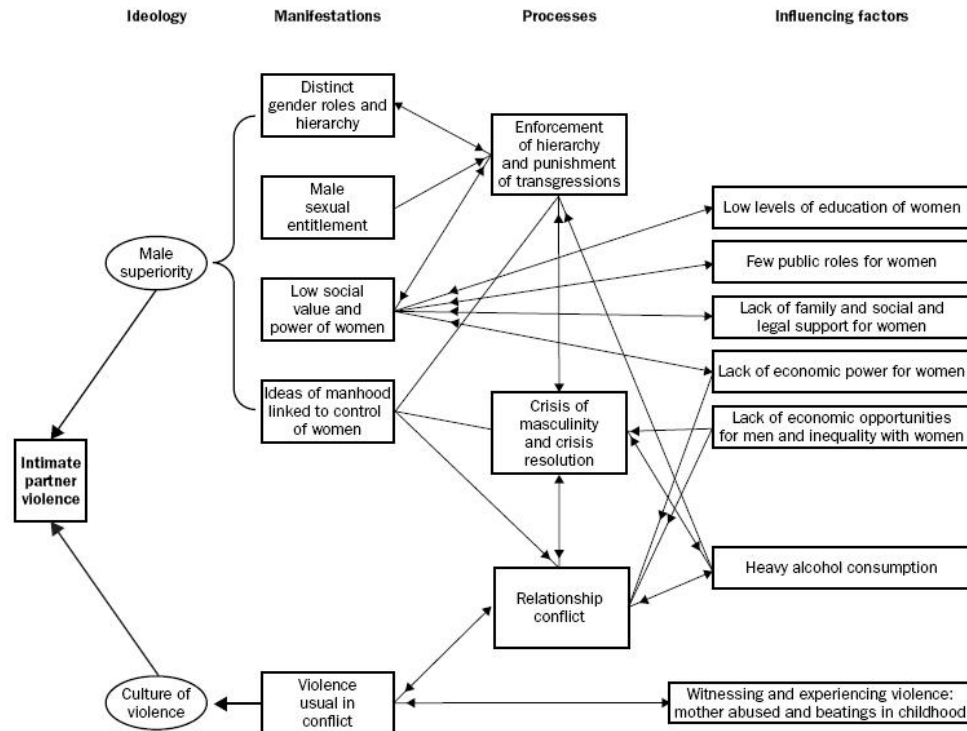 Ideology
Manifestations
Processes
Influencing factors
Distinct
gender roles and
hierarchy
Male
sexual
entitlement
Low social
value and
power of women
Ideas of manhood
linked to control
of women
Violence
usual in
conflict
Male
superiority
Intimate
partner
violence
Culture of
violence
Enforcement
of hierarchy
and punishment
of transgressions
Crisis of
masculinity
and crisis
resolution
Relationship
conflict
Low levels of education of women
Few public roles for women
Lack of family and social and
legal support for women
Lack of economic power for women
Lack of economic opportunities
for men and inequality with women
Heavy alcohol consumption
Witnessing and experiencing violence:
mother abused and beatings in childhood